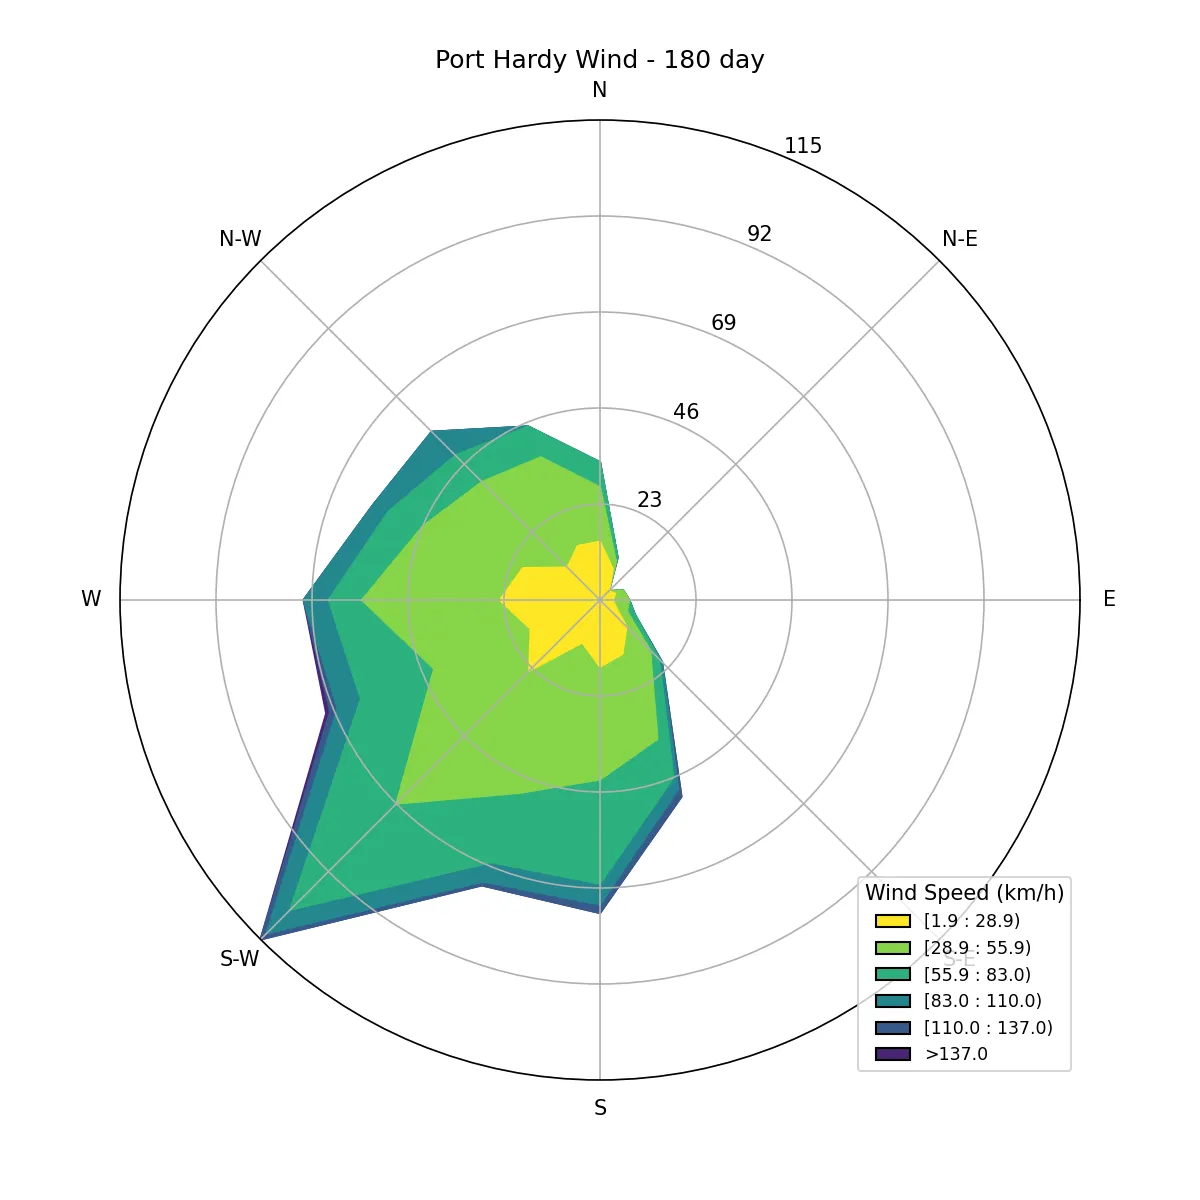 Port Hardy Wind - 180 day
N
115
N-W
92
N-E
69
46
23
W
E
Wind Speed (km/h)
[1.9 : 28.9)
[28.9 : 55.9)
S-W
S-E
[55.9 : 83.0)
[83.0 : 110.0)
[110.0 : 137.0)
>137.0
S